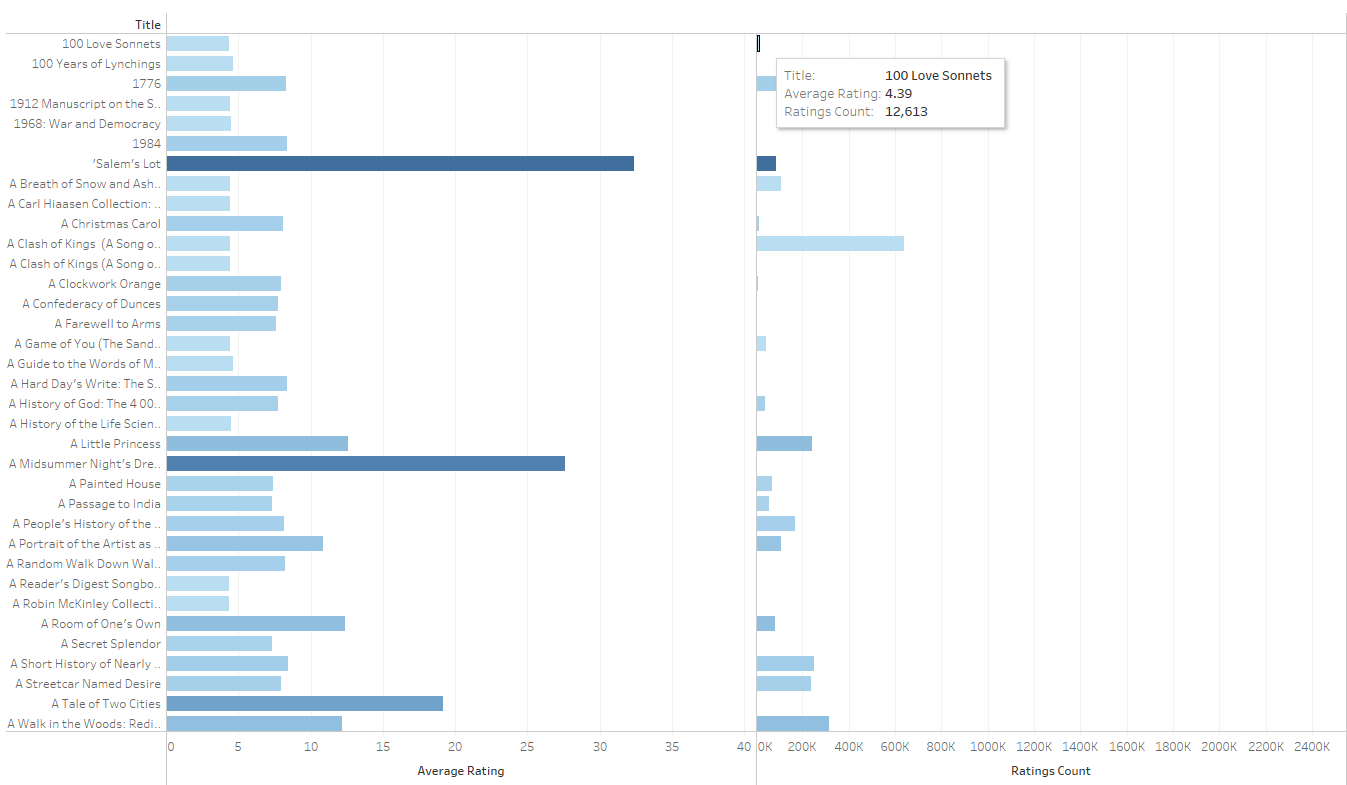 Title
100 Love Sonnets
100 Years of Lynchings
1776
1912 Manuscript on the S..
1968: War and Democracy
1984
'Salem's Lot
A Breath of Snow and Ash..
A Carl Hiaasen Collection: ..
A Christmas Carol
A Clash of Kings (A Song o..
A Clash of Kings (A Song o..
A Clockwork Orange
A Confederacy of Dunces
A Farewell to Arms
A Game of You (The Sand..
A Guide to the Words of M..
A Hard Day's Write: The S..
A History of God: The 4 00..
A History of the Life Scien..
A Little Princess
A Midsummer Night's Dre..
A Painted House
A Passage to India
A People's History of the ..
A Portrait of the Artist as ..
A Random Walk Down Wal..
A Reader's Digest Songbo..
A Robin McKinley Collecti..
A Room of One's Own
A Secret Splendor
A Short History of Nearly ..
A Streetcar Named Desire
A Tale of Two Cities
A Walk in the Woods: Redi..
Title: 100 Love Sonnets
Average Rating: 4.39
Ratings Count: 12,613
0 5 10 15 20 25 30 35 40
0K 200K 400K 600K 800K 1000K 1200K 1400K 1600K 1800K 2000K 2200K 2400K
Average Rating
Ratings Count